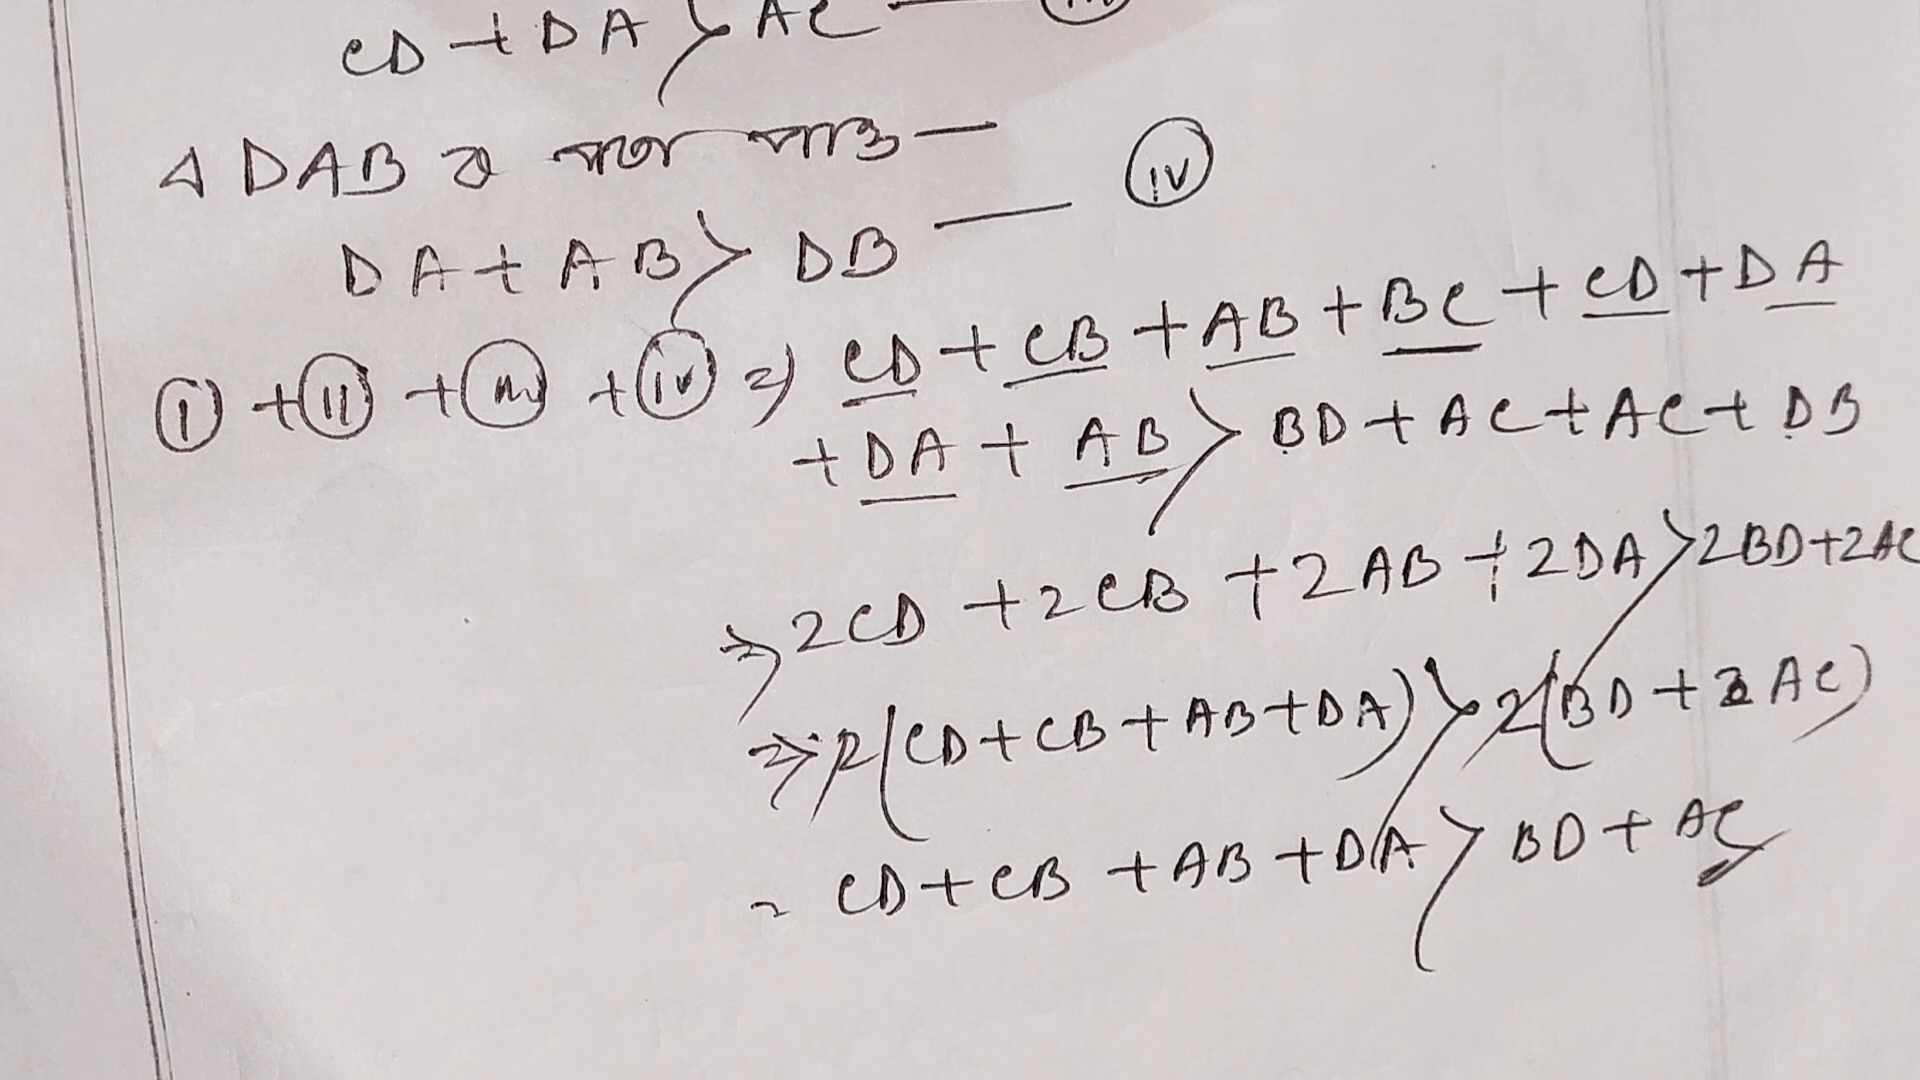 CD + DA > AC —
Δ DAB ত পাওঁ —
DA + AB > DB — (iv)
(i) + (ii) + (iii) + (iv) ⇒ CD + CB + AB + BC + CD + DA
+ DA + AB > BD + AC + AC + DB
⇒ 2CD + 2CB + 2AB + 2DA > 2BD + 2AC
⇒ 2(CD + CB + AB + DA) > 2(BD + AC)
= CD + CB + AB + DA > BD + AC